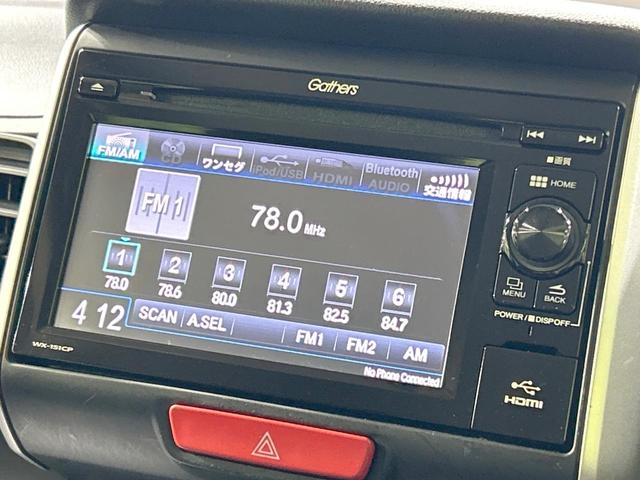 Gathers
FM/AM CD ワンセグ iPod/USB HDMI Bluetooth AUDIO 交通情報
画質
HOME
FM 1 78.0 MHz
1 2 3 4 5 6
78.0 78.6 80.0 81.3 82.5 84.7
MENU BACK
POWER/ DISP OFF
4 12 SCAN A.SEL FM1 FM2 AM
No Phone Connected
WX-151CP
HDMI